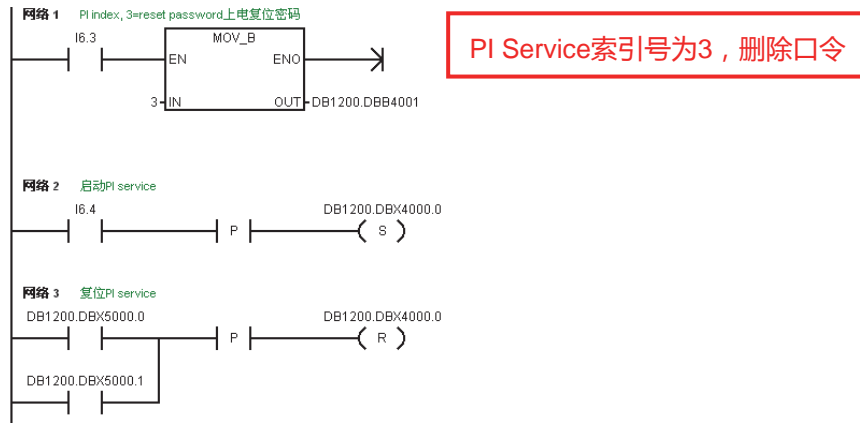 网络 1 PI index, 3=reset password上电复位密码
I6.3
MOV_B
EN ENO
3 IN OUT DB1200.DBB4001
PI Service索引号为3，删除口令
网络 2 启动PI service
I6.4 DB1200.DBX4000.0
P S
网络 3 复位PI service
DB1200.DBX5000.0 DB1200.DBX4000.0
P R
DB1200.DBX5000.1